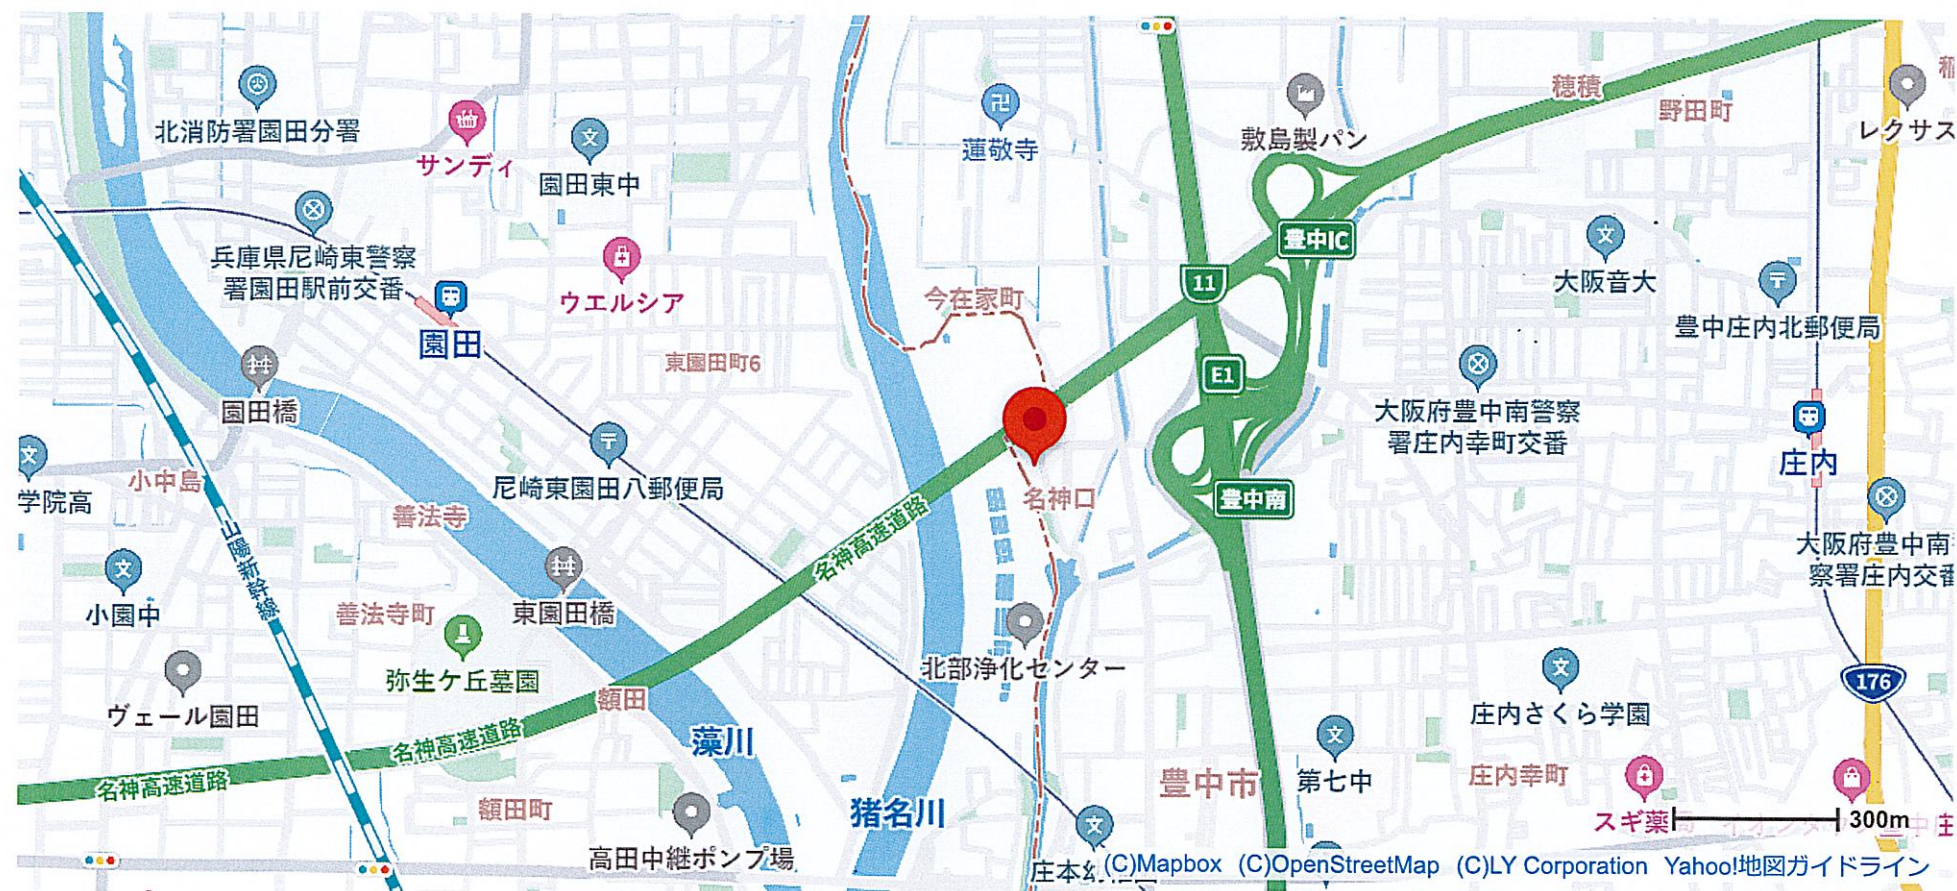 穂積
野田町
レクサス
北消防署園田分署
サンディ
園田東中
蓮敬寺
敷島製パン
豊中IC
大阪音大
兵庫県尼崎東警察
署園田駅前交番
ウエルシア
今在家町
11
豊中庄内北郵便局
園田
東園田町6
E1
園田橋
大阪府豊中南警察
署庄内幸町交番
庄内
学院高
小中島
善法寺
尼崎東園田八郵便局
名神口
豊中南
山陽新幹線
名神高速道路
大阪府豊中南
察署庄内交番
小園中
善法寺町
東園田橋
弥生ケ丘墓園
北部浄化センター
176
ヴェール園田
額田
庄内さくら学園
名神高速道路
藻川
名神高速道路
猪名川
豊中市
第七中
庄内幸町
額田町
スギ薬
300m
高田中継ポンプ場
庄本幼
(C)Mapbox (C)OpenStreetMap (C)LY Corporation Yahoo!地図ガイドライン